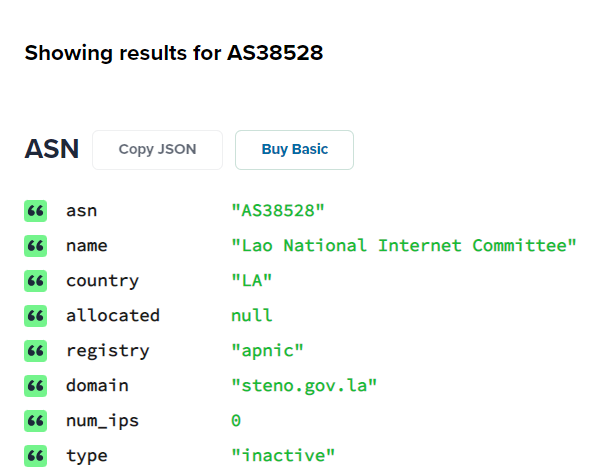 Showing results for AS38528
ASN Copy JSON Buy Basic
asn "AS38528"
name "Lao National Internet Committee"
country "LA"
allocated null
registry "apnic"
domain "steno.gov.la"
num_ips 0
type "inactive"